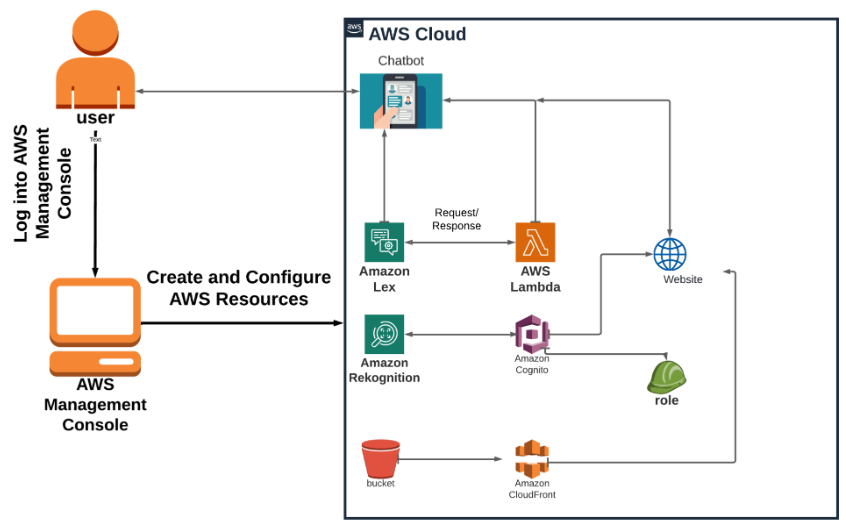 aws
AWS Cloud
Chatbot
user
Text
Log into AWS
Management
Console
Request/
Response
Amazon
Lex
AWS
Lambda
Website
Create and Configure
AWS Resources
Amazon
Rekognition
Amazon
Cognito
role
AWS
Management
Console
bucket
Amazon
CloudFront